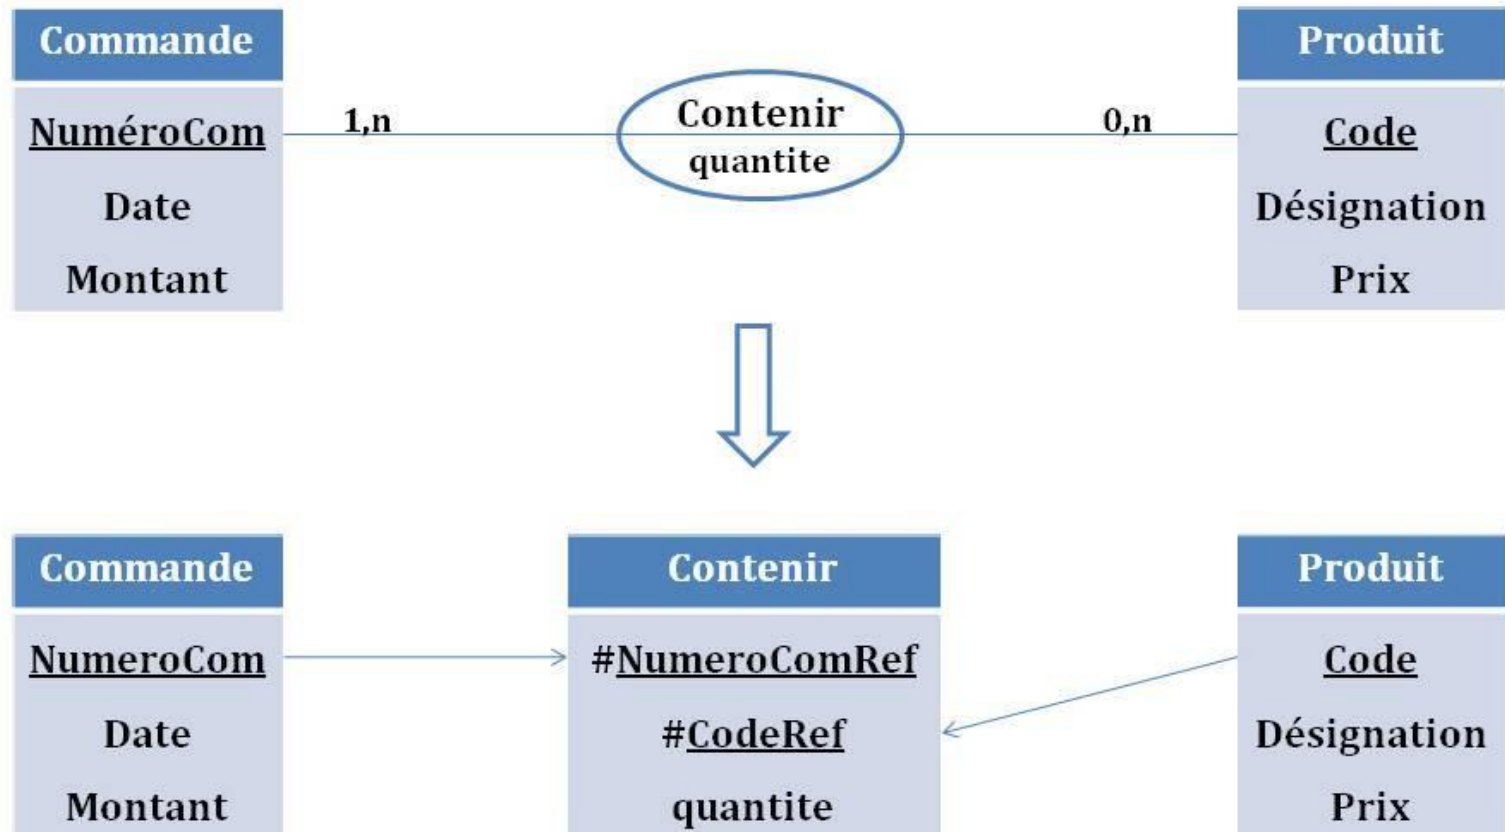 Commande
NuméroCom
Date
Montant
1,n
Contenir
quantite
0,n
Produit
Code
Désignation
Prix
Commande
NumeroCom
Date
Montant
Contenir
#NumeroComRef
#CodeRef
quantite
Produit
Code
Désignation
Prix